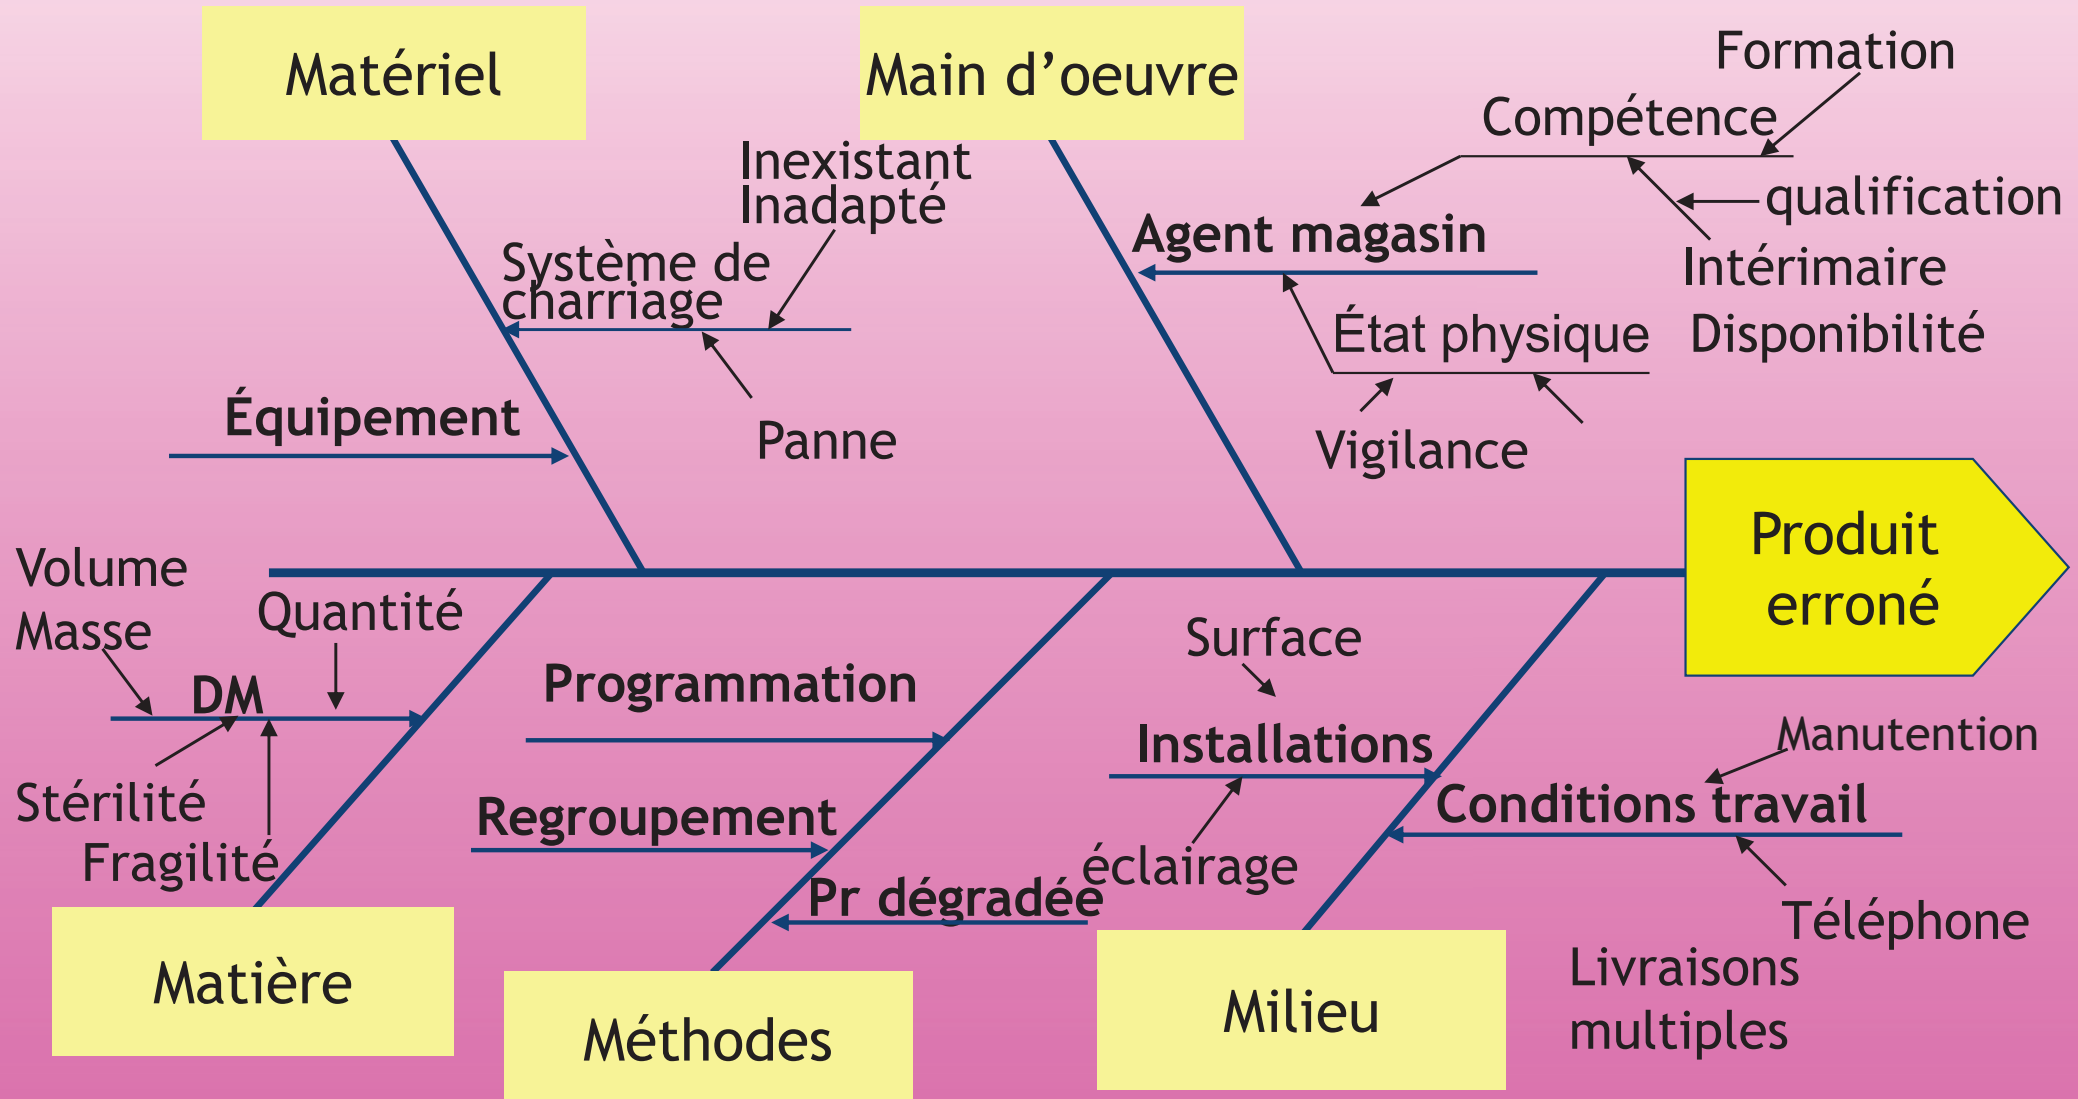 Matériel
Main d’oeuvre
Formation
Compétence
Inexistant
Inadapté
qualification
Agent magasin
Système de
charriage
Intérimaire
État physique
Disponibilité
Équipement
Panne
Vigilance
Produit
erroné
Volume
Masse
Quantité
Surface
DM
Programmation
Installations
Manutention
Stérilité
Regroupement
Conditions travail
Fragilité
éclairage
Pr dégradée
Téléphone
Livraisons
multiples
Matière
Méthodes
Milieu